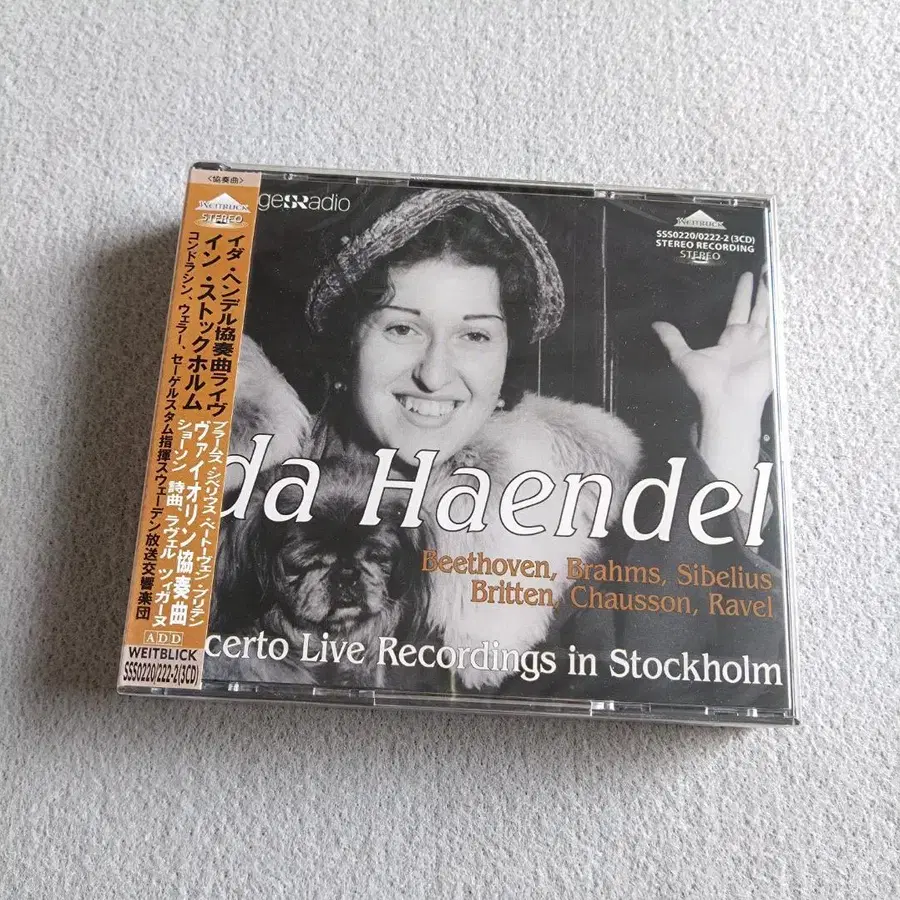 〈協奏曲〉
WEITBLICK
STEREO
イダ・ヘンデル協奏曲ライヴ
イン・ストックホルム
コンドラシン、ウェラー、セーゲルスタム指揮スウェーデン放送交響楽団
ブラームス・シベリウス・ベートーヴェン・ブリテン
ヴァイオリン協奏曲
ショーソン 詩曲、ラヴェル ツィガーヌ
ADD
WEITBLICK
SSS0220/222-2(3CD)
geSRadio
WEITBLICK
SSS0220/0222-2 (3CD)
STEREO RECORDING
STEREO
da Haendel
Beethoven, Brahms, Sibelius
Britten, Chausson, Ravel
certo Live Recordings in Stockholm